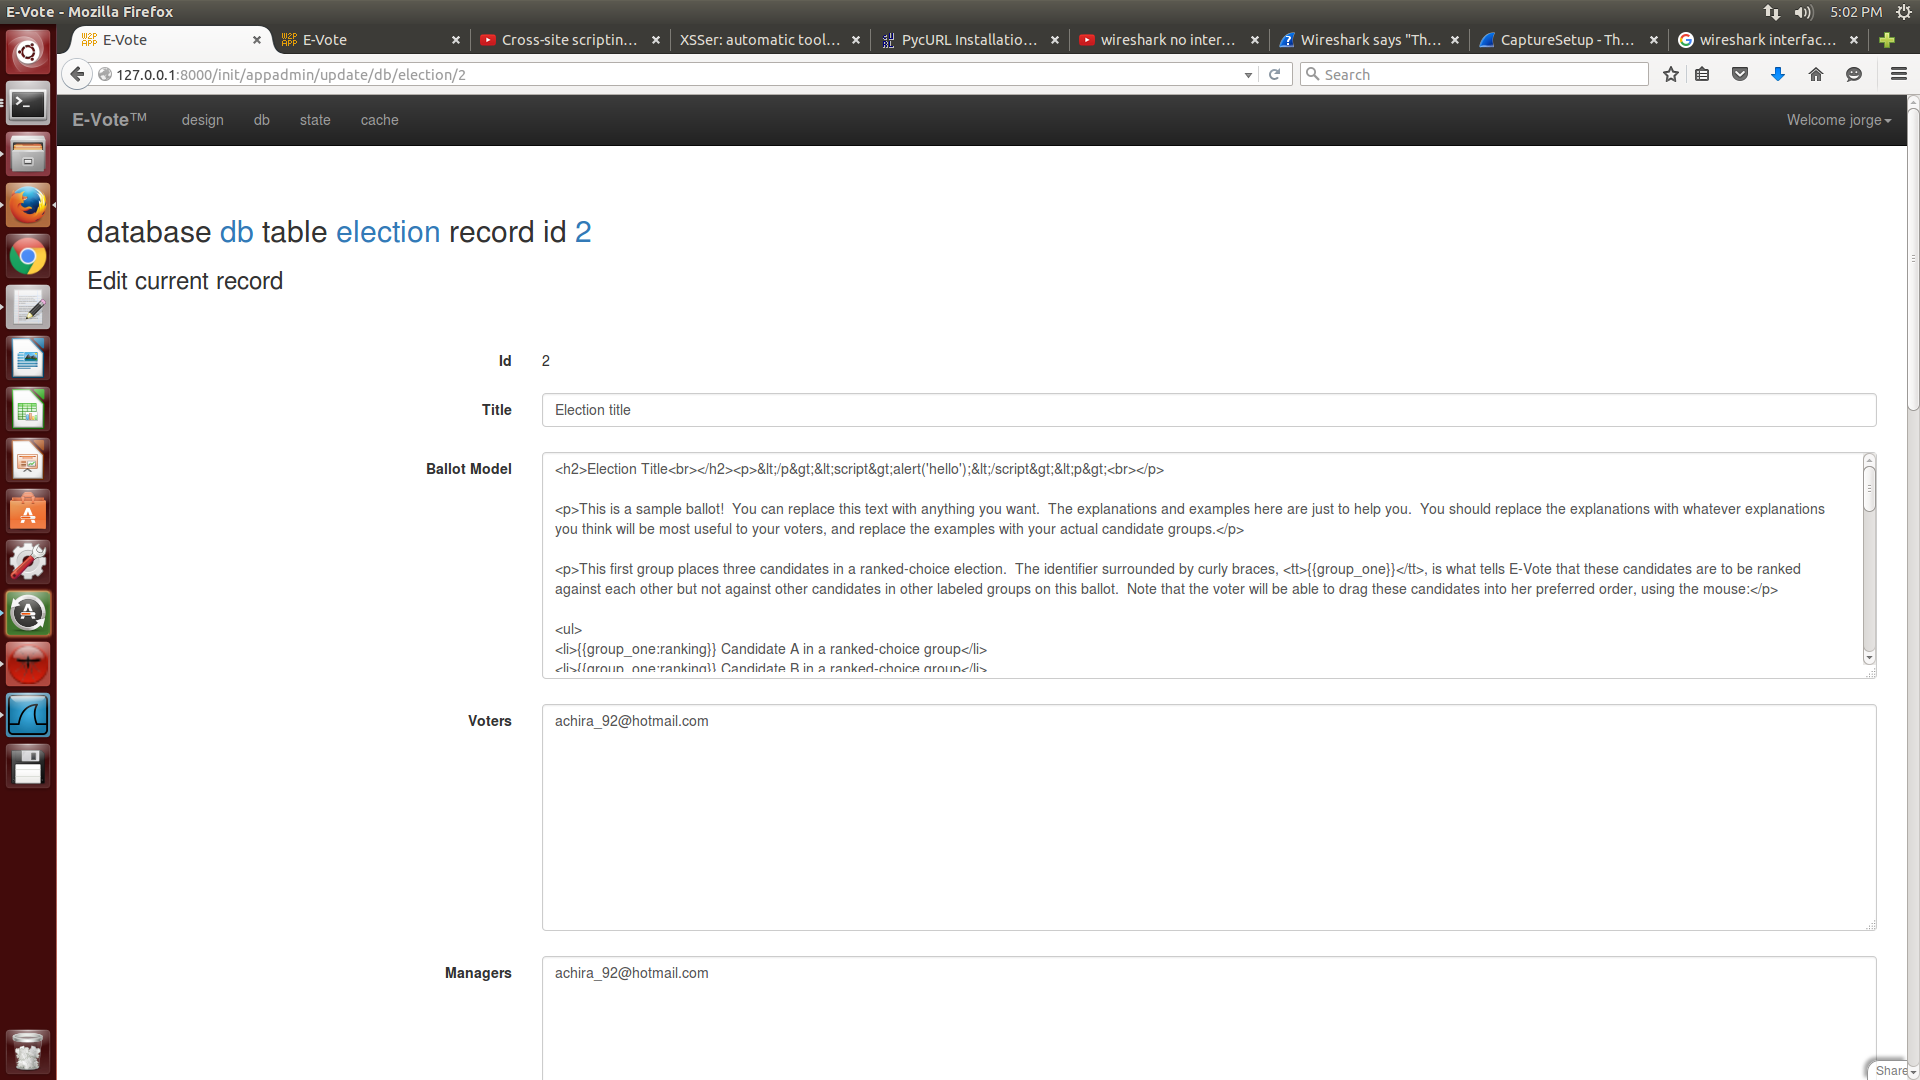 E-Vote - Mozilla Firefox
5:02 PM
E-Vote
E-Vote
Cross-site scriptin...
XSSer: automatic tool...
PycURL Installatio...
wireshark no inter...
Wireshark says "Th...
CaptureSetup - Th...
wireshark interfac...
127.0.0.1:8000/init/appadmin/update/db/election/2
Search
E-Vote™
design
db
state
cache
Welcome jorge
database db table election record id 2
Edit current record
Id
2
Title
Election title
Ballot Model
<h2>Election Title<br></h2><p>&lt;/p&gt;&lt;script&gt;alert('hello');&lt;/script&gt;&lt;p&gt;<br></p>
<p>This is a sample ballot!  You can replace this text with anything you want.  The explanations and examples here are just to help you.  You should replace the explanations with whatever explanations
you think will be most useful to your voters, and replace the examples with your actual candidate groups.</p>
<p>This first group places three candidates in a ranked-choice election.  The identifier surrounded by curly braces, <tt>{{group_one}}</tt>, is what tells E-Vote that these candidates are to be ranked
against each other but not against other candidates in other labeled groups on this ballot.  Note that the voter will be able to drag these candidates into her preferred order, using the mouse:</p>
<ul>
<li>{{group_one:ranking}} Candidate A in a ranked-choice group</li>
<li>{{group_one:ranking}} Candidate B in a ranked-choice group</li>
Voters
achira_92@hotmail.com
Managers
achira_92@hotmail.com
Share